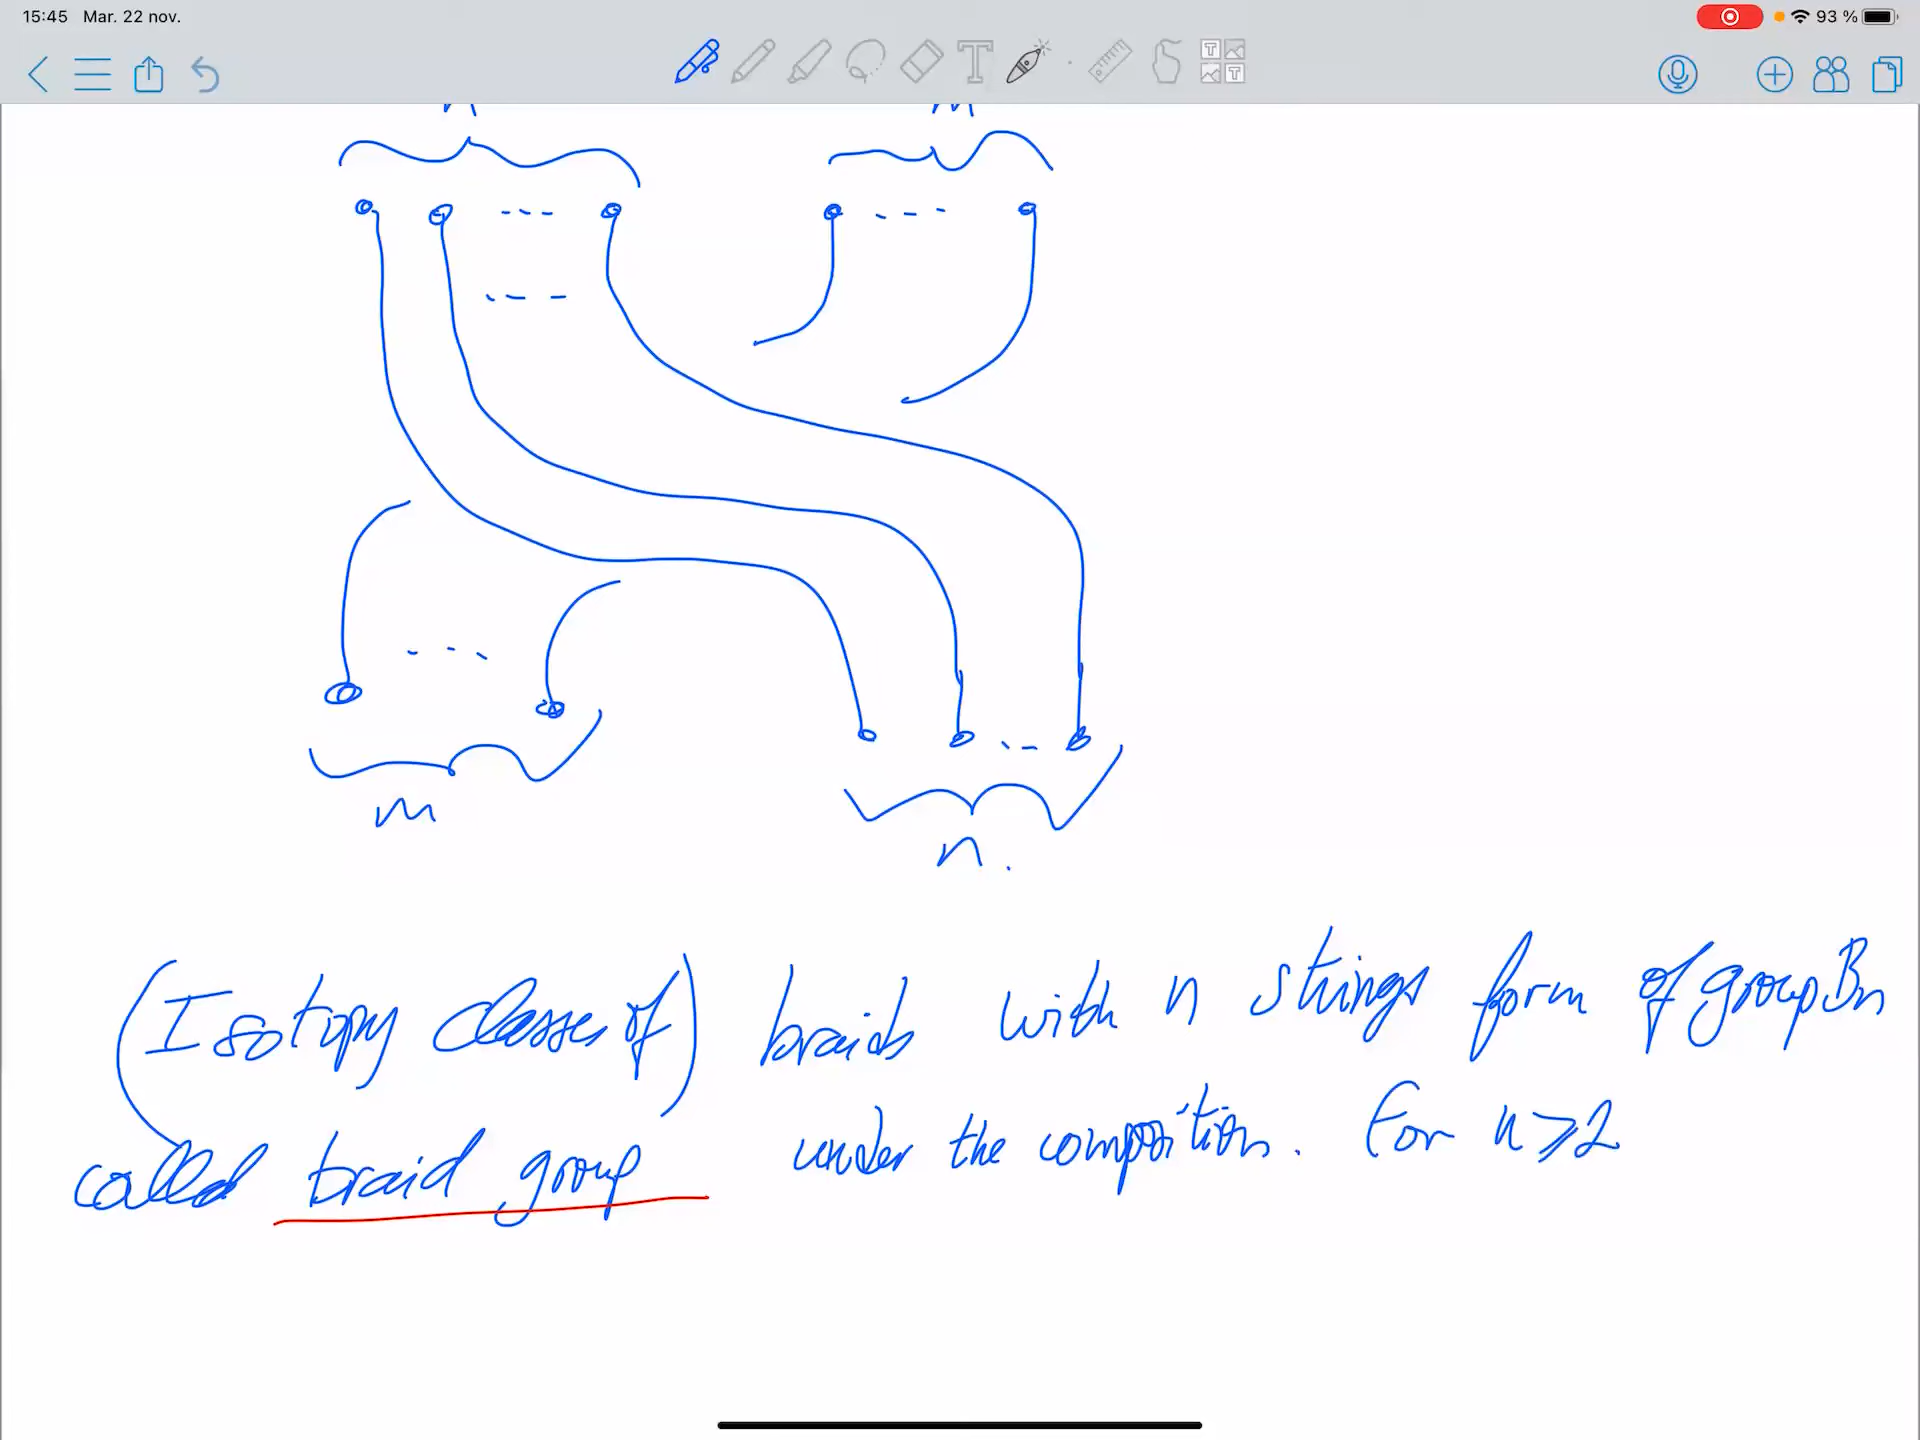 15:45 Mar. 22 nov. 93 %
n m
m
n.
(Isotopy classes of) braids with n strings form of group Bn
called braid group under the composition. For n ⩾ 2